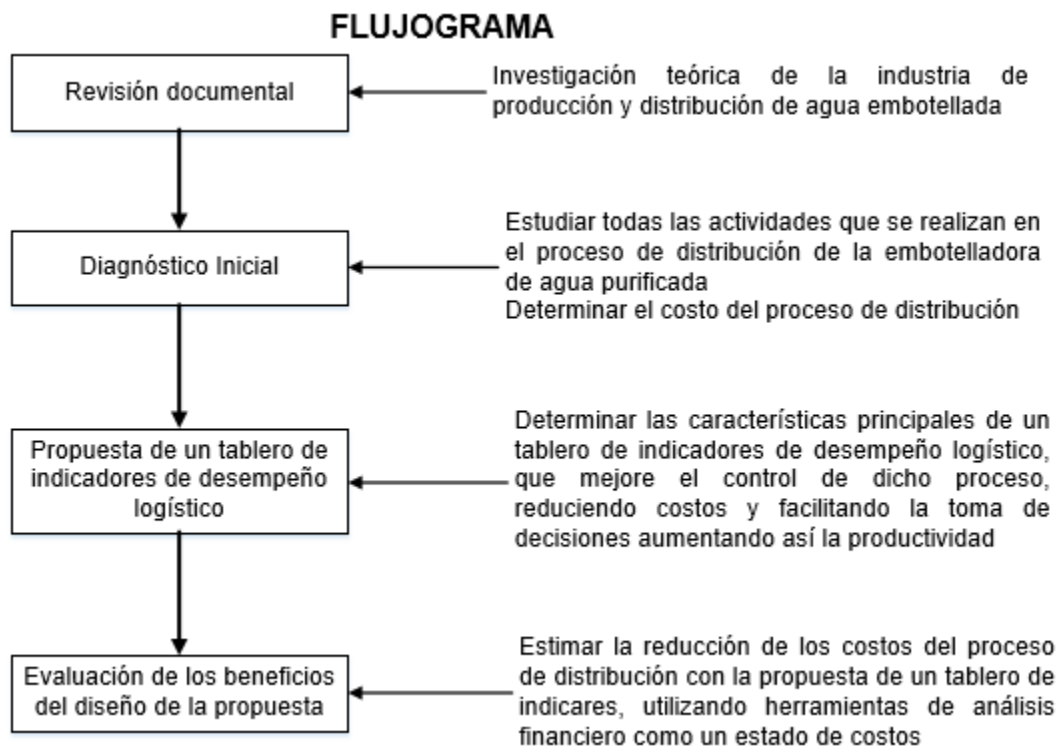 FLUJOGRAMA
Revisión documental
Investigación teórica de la industria de
producción y distribución de agua embotellada
Diagnóstico Inicial
Estudiar todas las actividades que se realizan en
el proceso de distribución de la embotelladora
de agua purificada
Determinar el costo del proceso de distribución
Propuesta de un tablero de
indicadores de desempeño
logístico
Determinar las características principales de un
tablero de indicadores de desempeño logístico,
que mejore el control de dicho proceso,
reduciendo costos y facilitando la toma de
decisiones aumentando así la productividad
Evaluación de los beneficios
del diseño de la propuesta
Estimar la reducción de los costos del proceso
de distribución con la propuesta de un tablero de
indicares, utilizando herramientas de análisis
financiero como un estado de costos